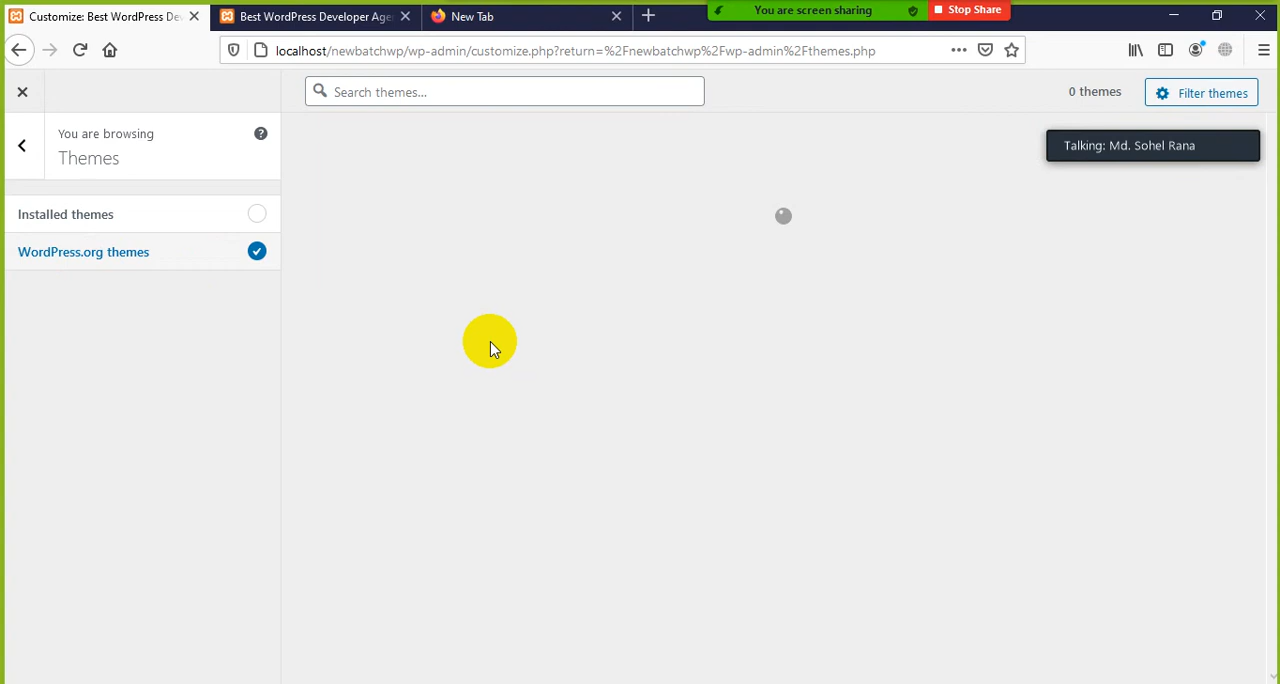 Customize: Best WordPress De
Best WordPress Developer Age
New Tab
You are screen sharing
Stop Share
localhost/newbatchwp/wp-admin/customize.php?return=%2Fnewbatchwp%2Fwp-admin%2Fthemes.php
Search themes...
0 themes
Filter themes
You are browsing
Themes
Talking: Md. Sohel Rana
Installed themes
WordPress.org themes